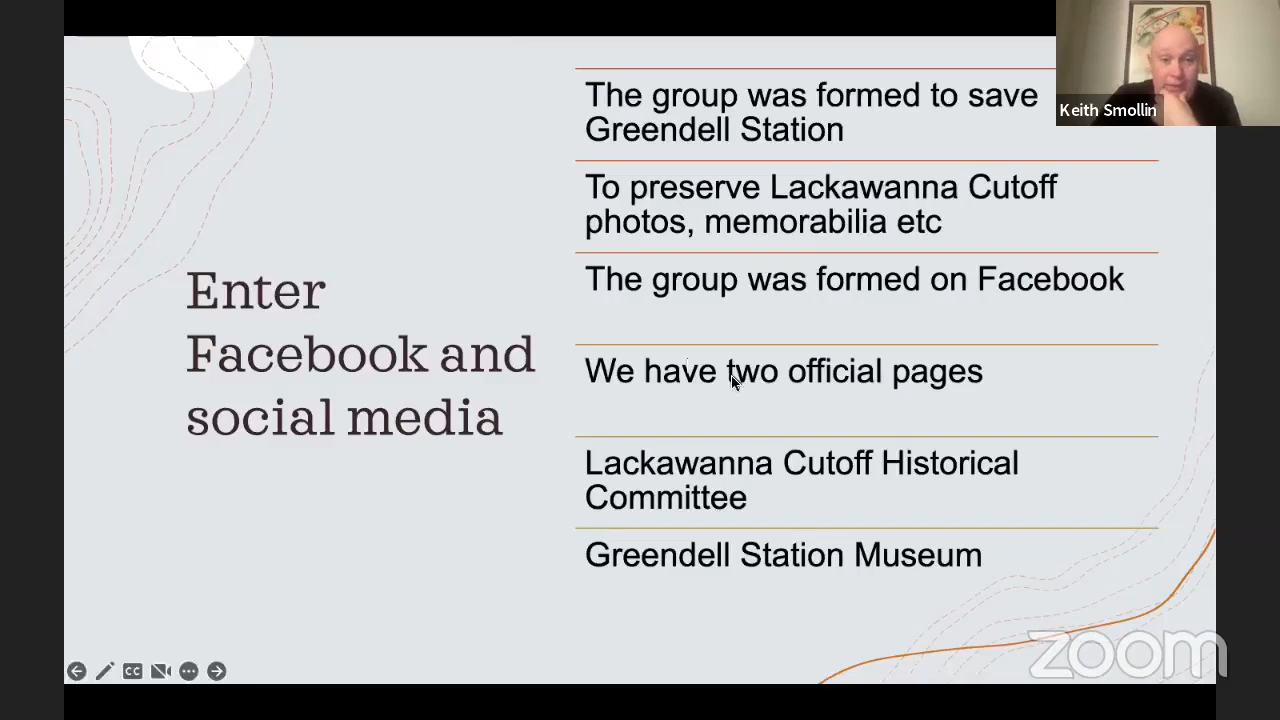 Enter
Facebook and
social media
The group was formed to save
Greendell Station
To preserve Lackawanna Cutoff
photos, memorabilia etc
The group was formed on Facebook
We have two official pages
Lackawanna Cutoff Historical
Committee
Greendell Station Museum
Keith Smollin
CC
zoom